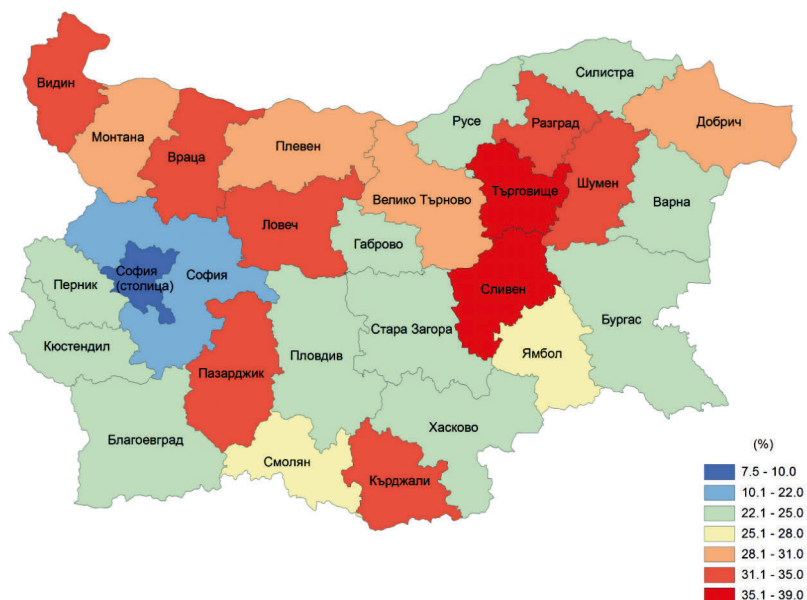 Видин
Монтана
Враца
Плевен
Велико Търново
Ловеч
Габрово
Русе
Силистра
Разград
Търговище
Шумен
Добрич
Варна
София
(столица)
София
Перник
Кюстендил
Благоевград
Пазарджик
Пловдив
Стара Загора
Сливен
Ямбол
Бургас
Хасково
Смолян
Кърджали
(%)
7.5 - 10.0
10.1 - 22.0
22.1 - 25.0
25.1 - 28.0
28.1 - 31.0
31.1 - 35.0
35.1 - 39.0